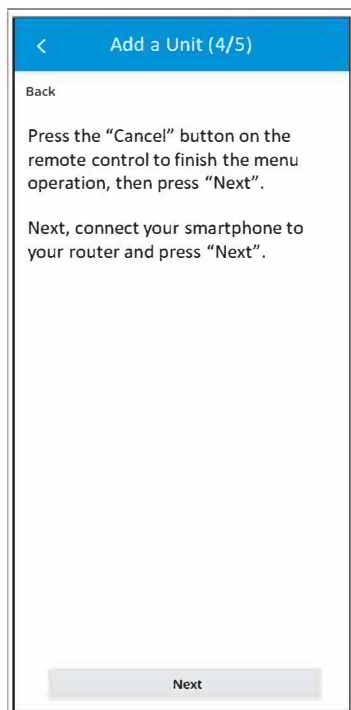 Add a Unit (4/5)
Back
Press the “Cancel” button on the
remote control to finish the menu
operation, then press “Next”.
Next, connect your smartphone to
your router and press “Next”.
Next